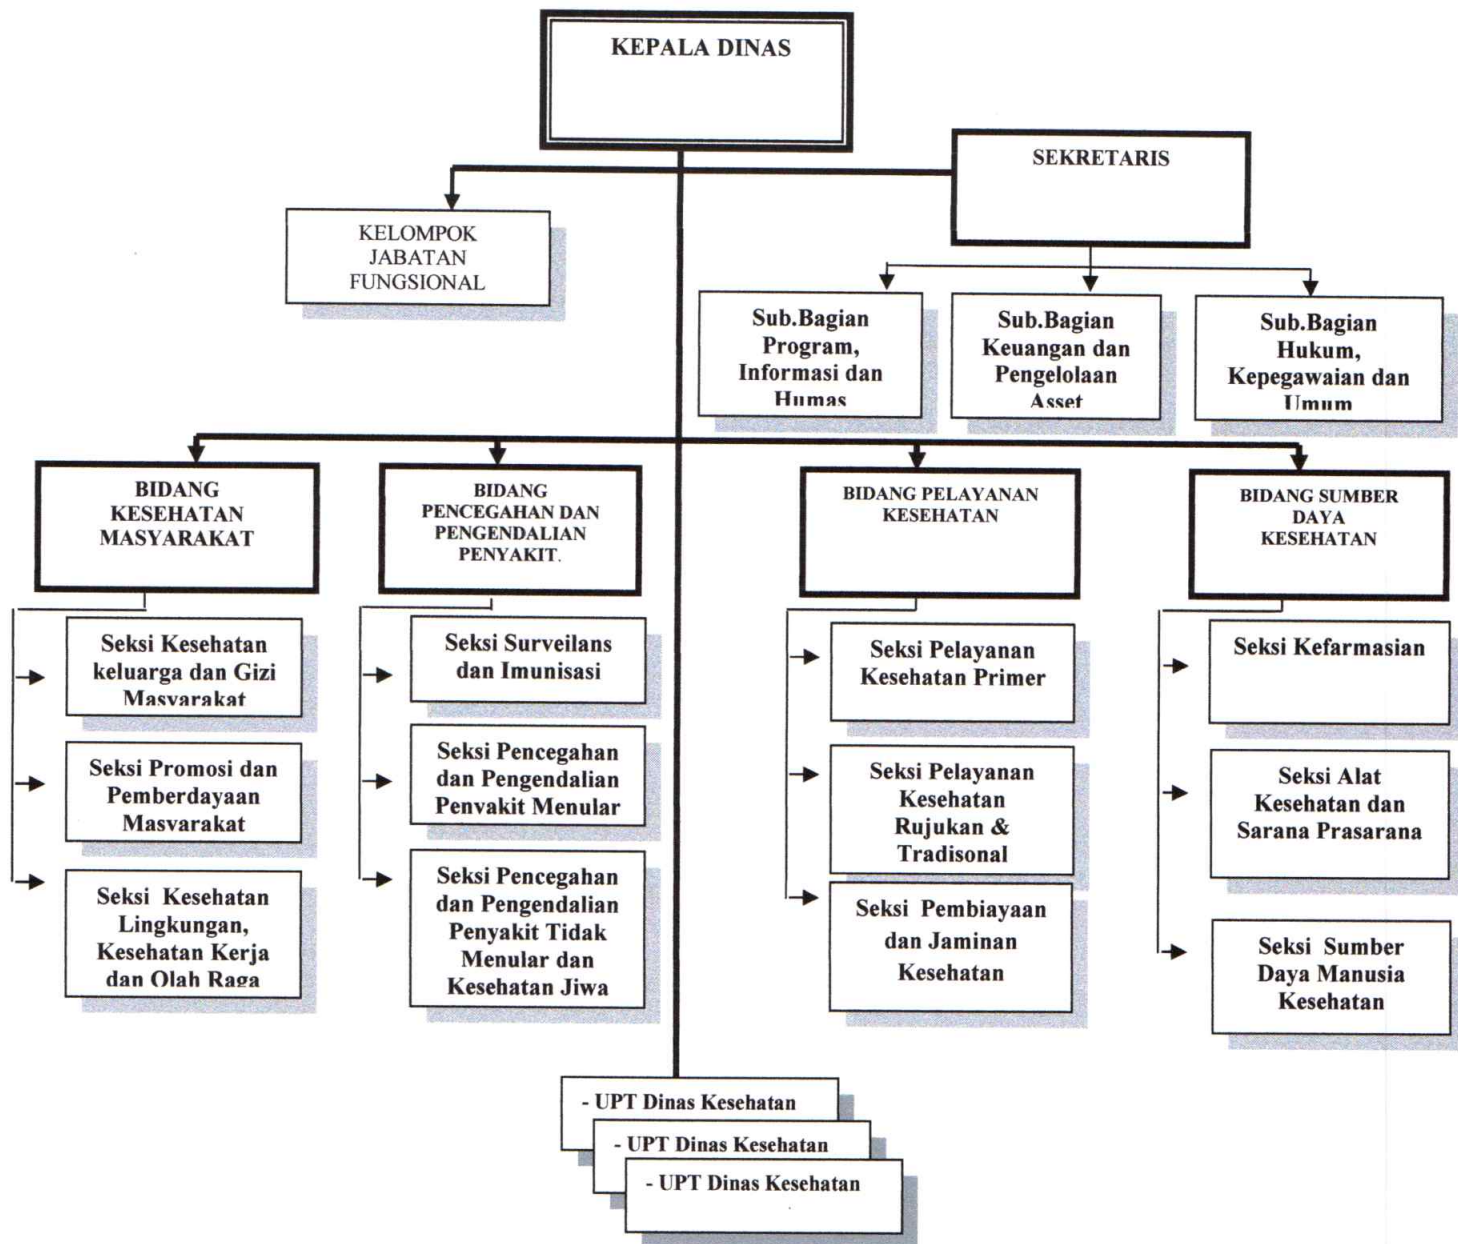 KEPALA DINAS
SEKRETARIS
KELOMPOK
JABATAN
FUNGSIONAL
Sub.Bagian
Program,
Informasi dan
Humas
Sub.Bagian
Keuangan dan
Pengelolaan
Asset
Sub.Bagian
Hukum,
Kepegawaian dan
Umum
BIDANG
KESEHATAN
MASYARAKAT
BIDANG
PENCEGAHAN DAN
PENGENDALIAN
PENYAKIT.
BIDANG PELAYANAN
KESEHATAN
BIDANG SUMBER
DAYA
KESEHATAN
Seksi Kesehatan
keluarga dan Gizi
Masyarakat
Seksi Promosi dan
Pemberdayaan
Masyarakat
Seksi Kesehatan
Lingkungan,
Kesehatan Kerja
dan Olah Raga
Seksi Surveilans
dan Imunisasi
Seksi Pencegahan
dan Pengendalian
Penyakit Menular
Seksi Pencegahan
dan Pengendalian
Penyakit Tidak
Menular dan
Kesehatan Jiwa
Seksi Pelayanan
Kesehatan Primer
Seksi Pelayanan
Kesehatan
Rujukan &
Tradisonal
Seksi Pembiayaan
dan Jaminan
Kesehatan
Seksi Kefarmasian
Seksi Alat
Kesehatan dan
Sarana Prasarana
Seksi Sumber
Daya Manusia
Kesehatan
- UPT Dinas Kesehatan
- UPT Dinas Kesehatan
- UPT Dinas Kesehatan